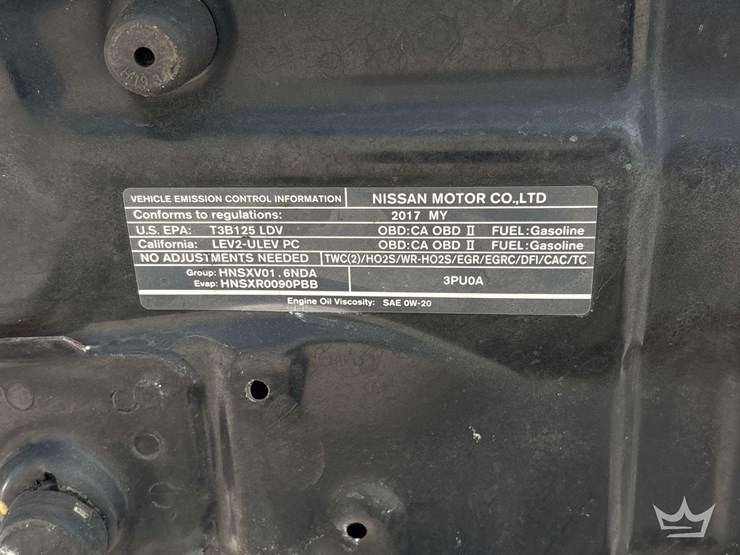 H19.3
VEHICLE EMISSION CONTROL INFORMATION NISSAN MOTOR CO.,LTD
Conforms to regulations: 2017 MY
U.S. EPA: T3B125 LDV OBD:CA OBD II FUEL:Gasoline
California: LEV2-ULEV PC OBD:CA OBD II FUEL:Gasoline
NO ADJUSTMENTS NEEDED TWC(2)/HO2S/WR-HO2S/EGR/EGRC/DFI/CAC/TC
Group: HNSXV01.6NDA 3PU0A
Evap: HNSXR0090PBB
Engine Oil Viscosity: SAE 0W-20